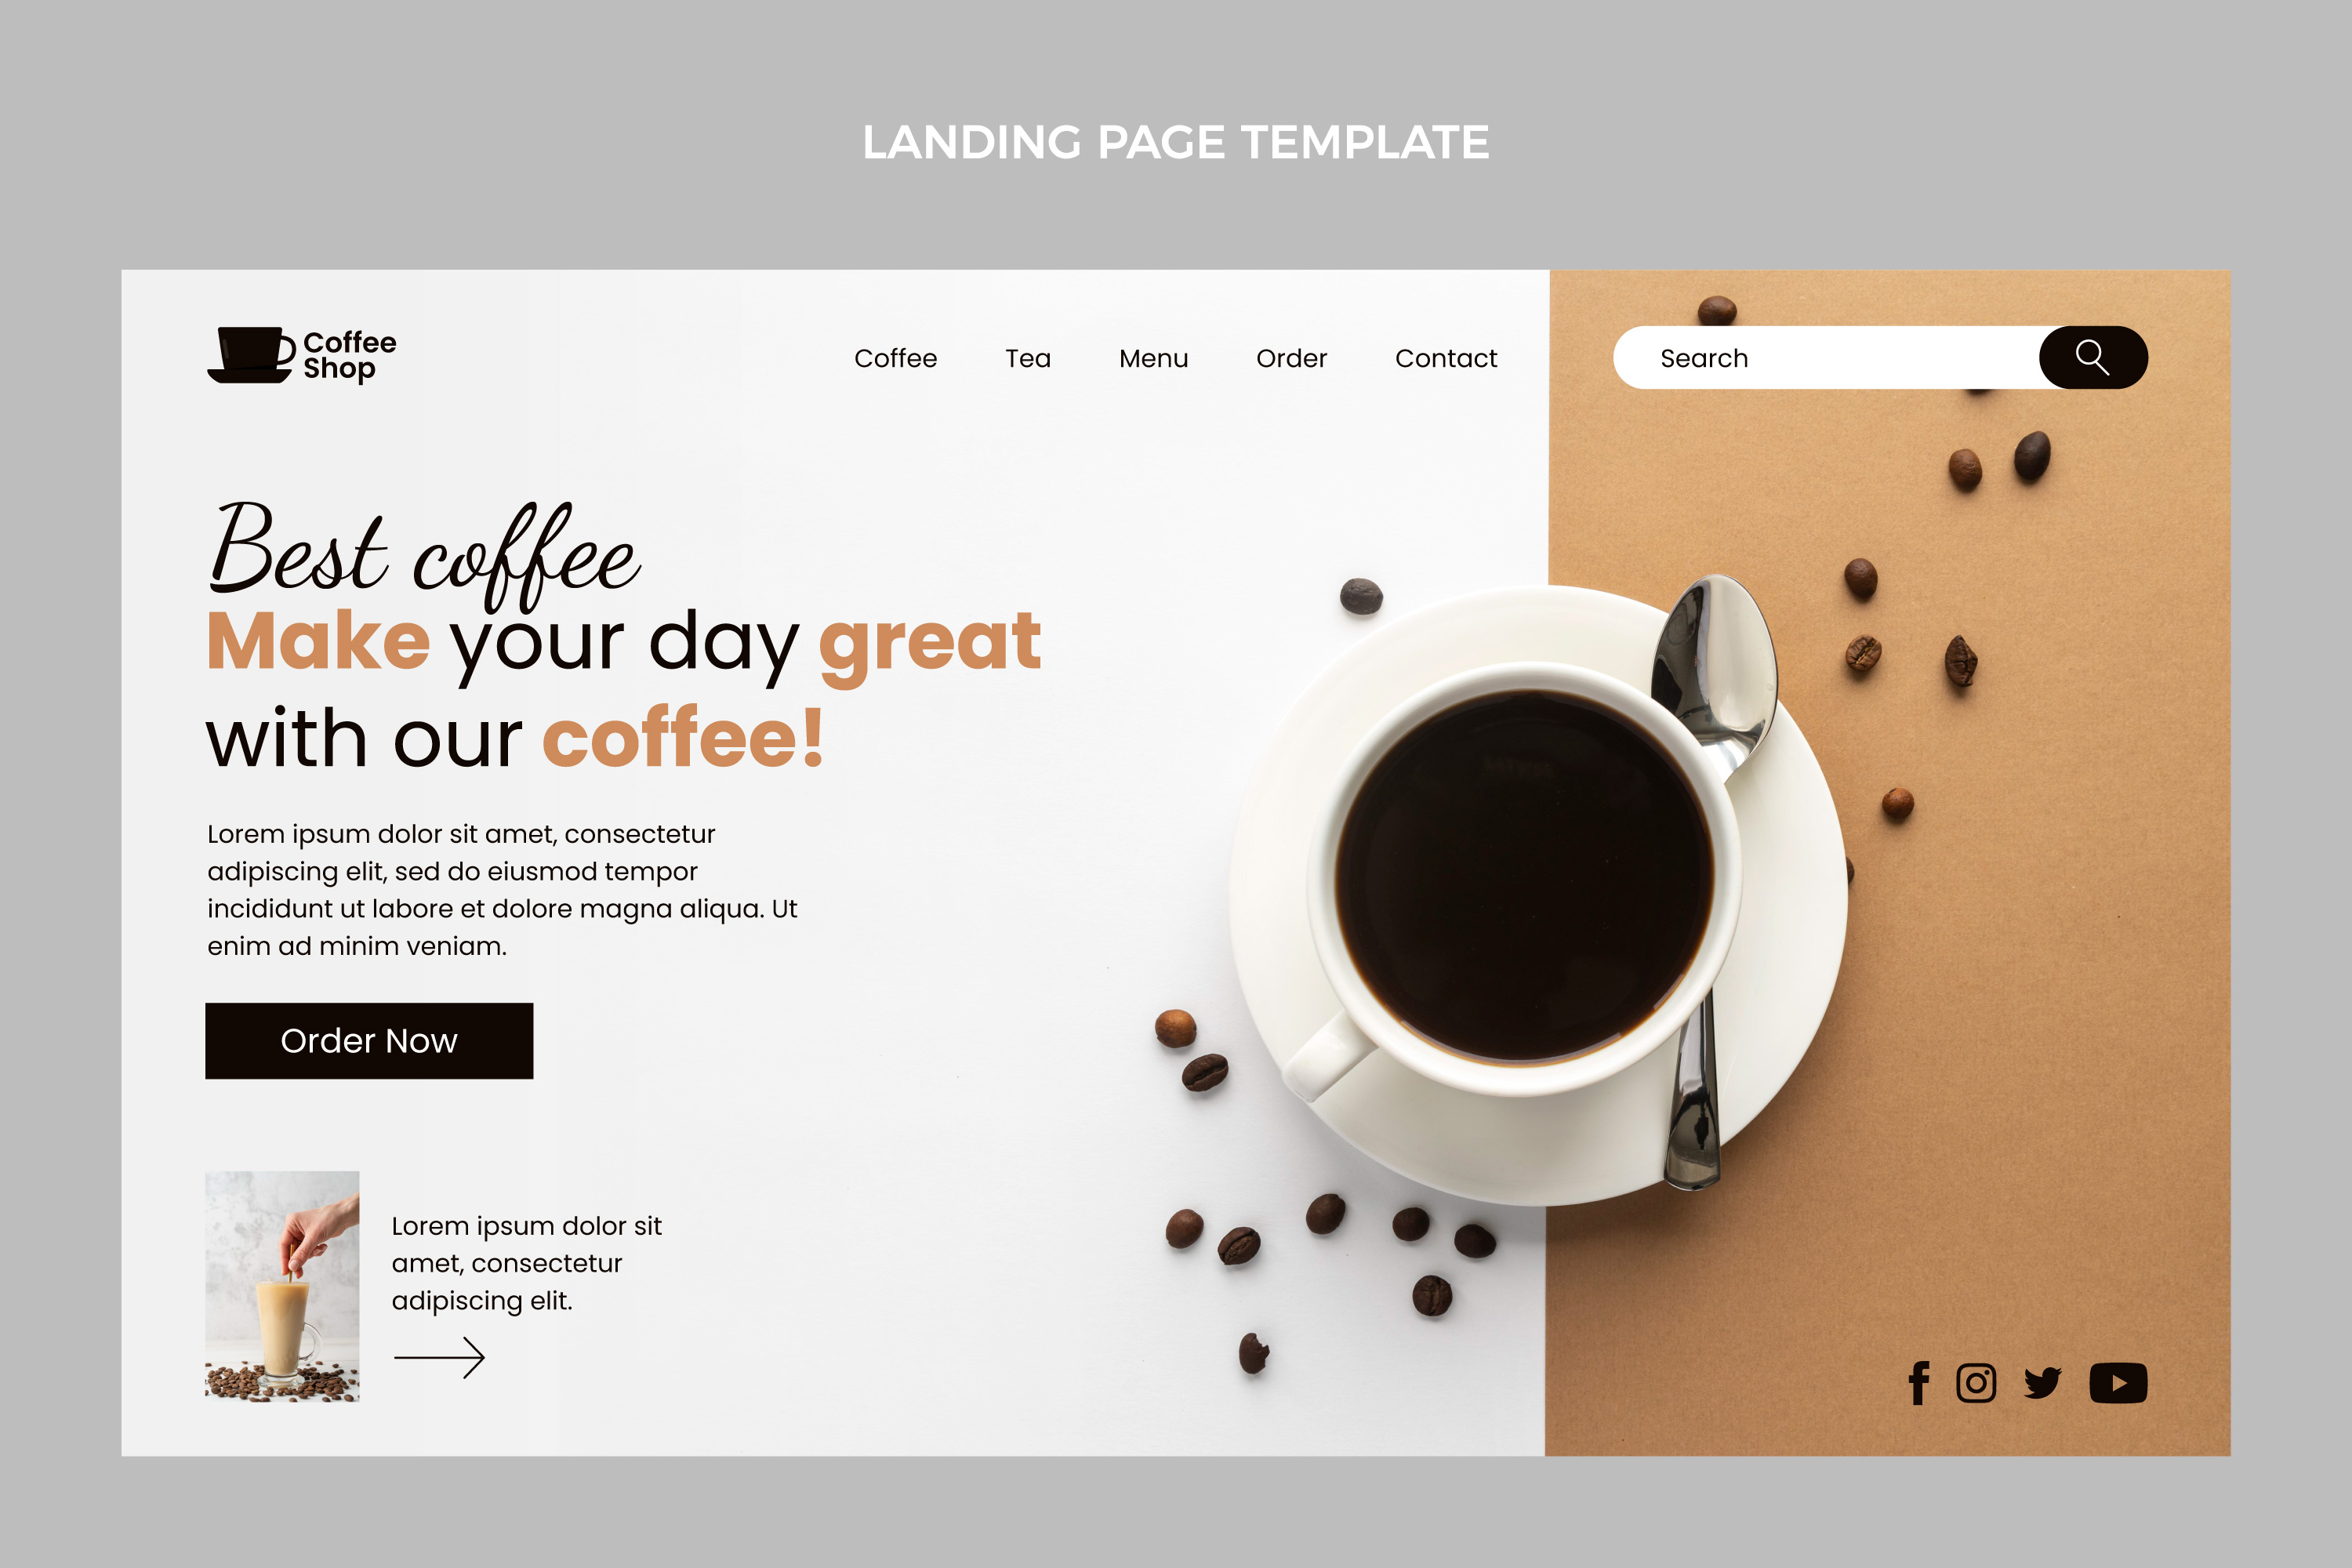 LANDING PAGE TEMPLATE
Coffee
Shop
Coffee
Tea
Menu
Order
Contact
Search
Best coffee
Make your day great
with our coffee!
Lorem ipsum dolor sit amet, consectetur
adipiscing elit, sed do eiusmod tempor
incididunt ut labore et dolore magna aliqua. Ut
enim ad minim veniam.
Order Now
Lorem ipsum dolor sit
amet, consectetur
adipiscing elit.